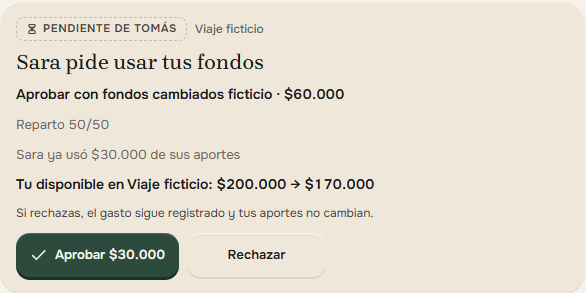 PENDIENTE DE TOMÁS Viaje ficticio
Sara pide usar tus fondos
Aprobar con fondos cambiados ficticio · $60.000
Reparto 50/50
Sara ya usó $30.000 de sus aportes
Tu disponible en Viaje ficticio: $200.000 → $170.000
Si rechazas, el gasto sigue registrado y tus aportes no cambian.
Aprobar $30.000 Rechazar